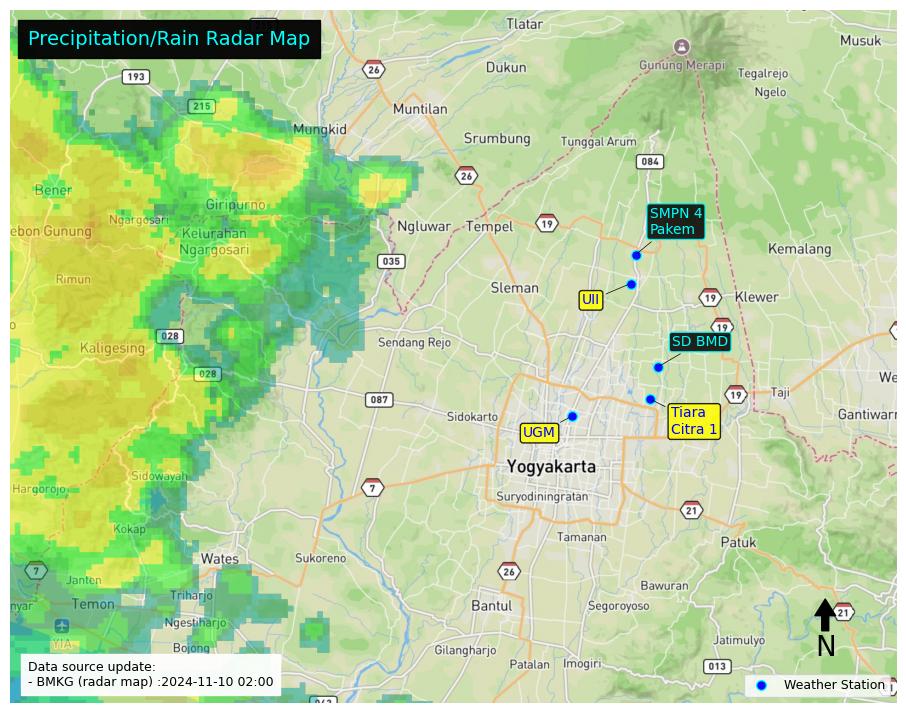 Precipitation/Rain Radar Map
Tlatar
Musuk
26
Dukun
Gunung Merapi
Tegalrejo
Ngelo
193
215
Muntilan
Mungkid
Srumbung
Tunggal Arum
084
26
Bener
Giripurno
Ngargosari
Kelurahan
Ngargosari
ebon Gunung
Ngluwar
Tempel
19
SMPN 4
Pakem
Kemalang
035
Rimun
Sleman
UII
19
Klewer
19
028
Kaligesing
Sendang Rejo
SD BMD
028
087
19
Taji
We
Sidokarto
Tiara
Citra 1
Gantiwarn
UGM
Yogyakarta
Sidowayah
Hargorojo
7
Suryodiningratan
21
Kokap
Tamanan
Patuk
Wates
Sukoreno
7
Janten
26
Bawuran
nyar
Temon
Triharjo
Bantul
Segoroyoso
21
Ngestiharjo
YIA
Bojong
Gilangharjo
Jatimulyo
N
Patalan
Imogiri
013
Data source update:
- BMKG (radar map) :2024-11-10 02:00
Weather Station